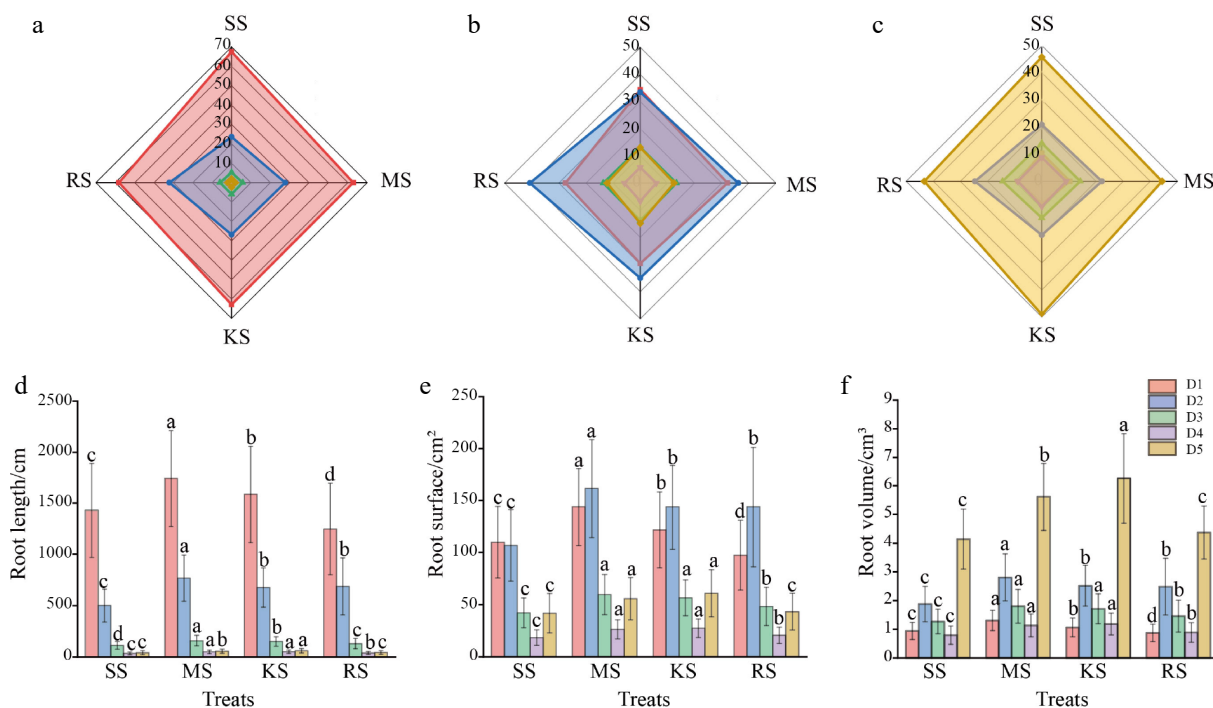 a
SS
70
60
50
40
30
20
10
RS
MS
KS
b
SS
50
40
30
20
10
RS
MS
KS
c
SS
50
40
30
20
10
RS
MS
KS
d
Root length/cm
2500
2000
1500
1000
500
0
c c d c c
a a a a b
b b b a a
d b c b c
SS MS KS RS
Treats
e
Root surface/cm²
250
200
150
100
50
0
c c c c c
a a a a a
b b a a a
d b b b c
SS MS KS RS
Treats
f
Root volume/cm³
9
8
7
6
5
4
3
2
1
0
c c c c c
a a a a b
b b a a a
d b b b c
SS MS KS RS
Treats
D1
D2
D3
D4
D5